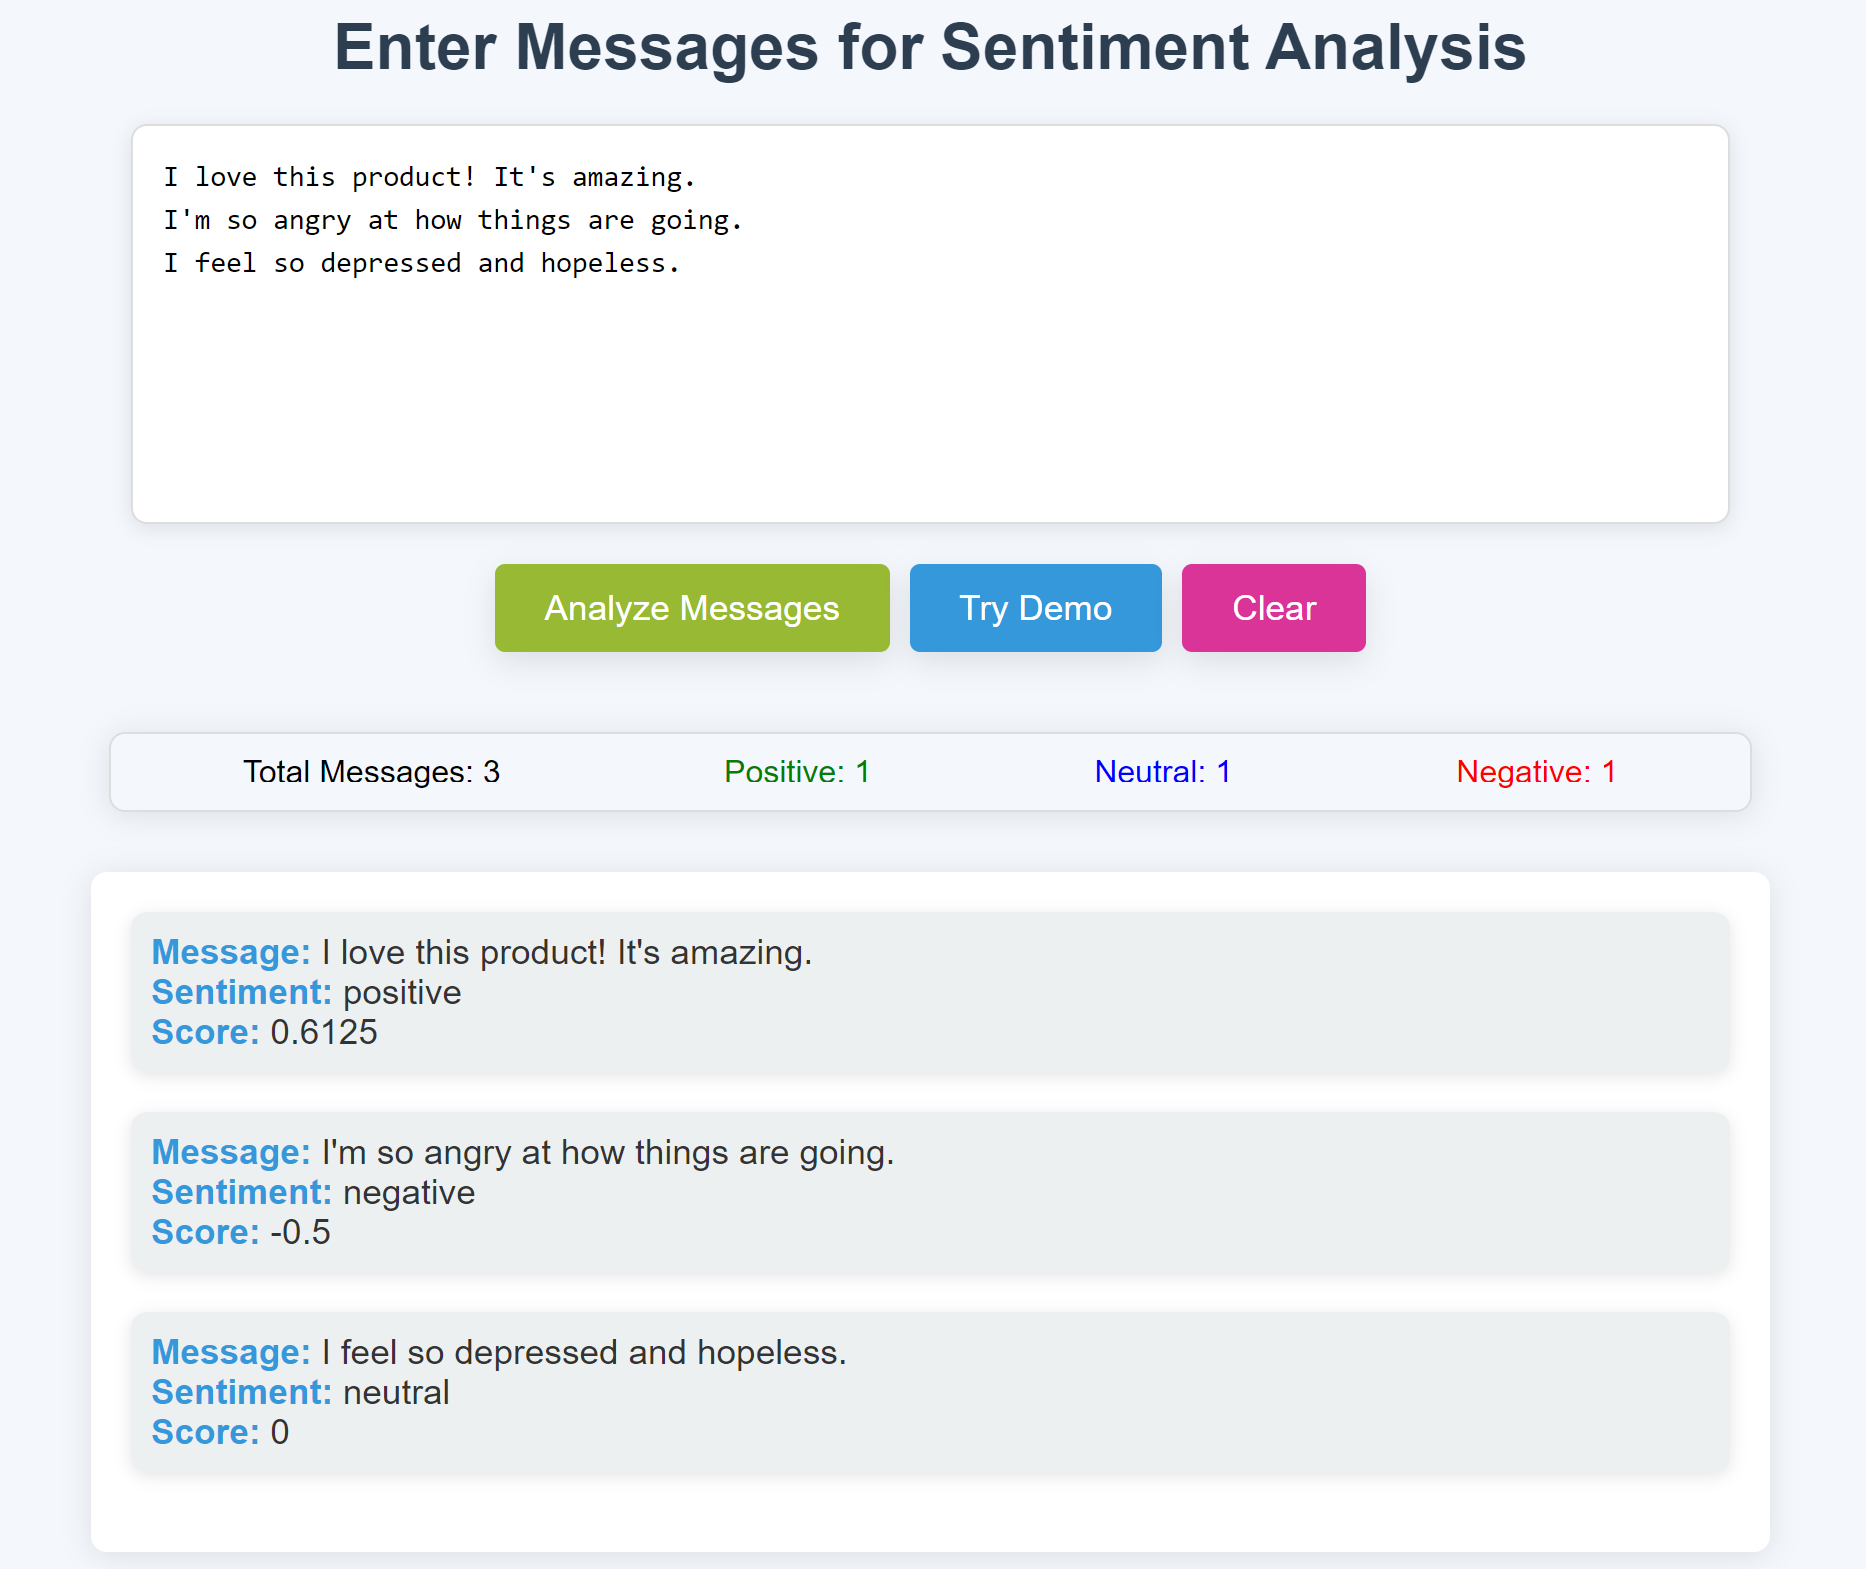 Enter Messages for Sentiment Analysis
I love this product! It's amazing.
I'm so angry at how things are going.
I feel so depressed and hopeless.
Analyze Messages Try Demo Clear
Total Messages: 3 Positive: 1 Neutral: 1 Negative: 1
Message: I love this product! It's amazing.
Sentiment: positive
Score: 0.6125
Message: I'm so angry at how things are going.
Sentiment: negative
Score: -0.5
Message: I feel so depressed and hopeless.
Sentiment: neutral
Score: 0